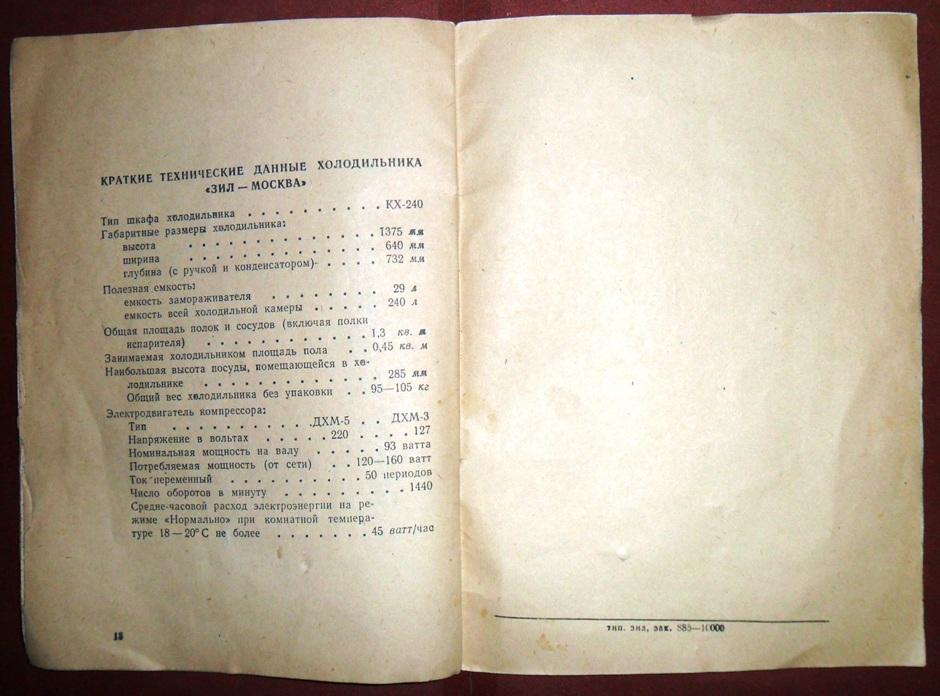 КРАТКИЕ ТЕХНИЧЕСКИЕ ДАННЫЕ ХОЛОДИЛЬНИКА
«ЗИЛ — МОСКВА»
Тип шкафа холодильника . . . . . . . . . . КХ-240
Габаритные размеры холодильника:
высота . . . . . . . . . . . . . . 1375 мм
ширина . . . . . . . . . . . . . . 640 мм
глубина (с ручкой и конденсатором) . . . . 732 мм
Полезная емкость:
емкость замораживателя . . . . . . . . 29 л
емкость всей холодильной камеры . . . . . 240 л
Общая площадь полок и сосудов (включая полки
испарителя) . . . . . . . . . . . . 1,3 кв. м
Занимаемая холодильником площадь пола . . 0,45 кв. м
Наибольшая высота посуды, помещающейся в хо-
лодильнике . . . . . . . . . . . . . 285 мм
Общий вес холодильника без упаковки . . 95—105 кг
Электродвигатель компрессора:
Тип . . . . . . . . . . . ДХМ-5 . . ДХМ-3
Напряжение в вольтах . . . . . 220 . . . . 127
Номинальная мощность на валу . . . . . 93 ватта
Потребляемая мощность (от сети) . . 120—160 ватт
Ток переменный . . . . . . . . . . 50 периодов
Число оборотов в минуту . . . . . . . . . 1440
Средне-часовой расход электроэнергии на ре-
жиме «Нормально» при комнатной темпера-
туре 18 — 20° С не более . . . . . . . 45 ватт/час
18
тип. зил, зак. 885—10000